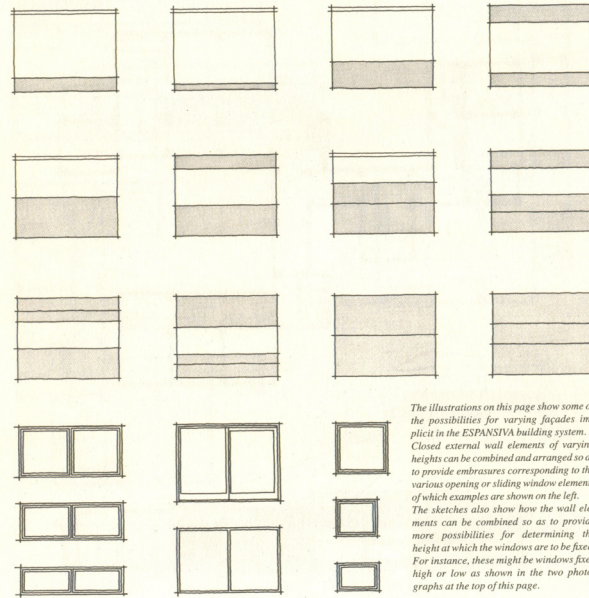 The illustrations on this page show some o
the possibilities for varying façades im
plicit in the ESPANSIVA building system.
Closed external wall elements of varyin
heights can be combined and arranged so a
to provide embrasures corresponding to th
various opening or sliding window elemen
of which examples are shown on the left.
The sketches also show how the wall ele
ments can be combined so as to provid
more possibilities for determining th
height at which the windows are to be fixe
For instance, these might be windows fixe
high or low as shown in the two photo
graphs at the top of this page.